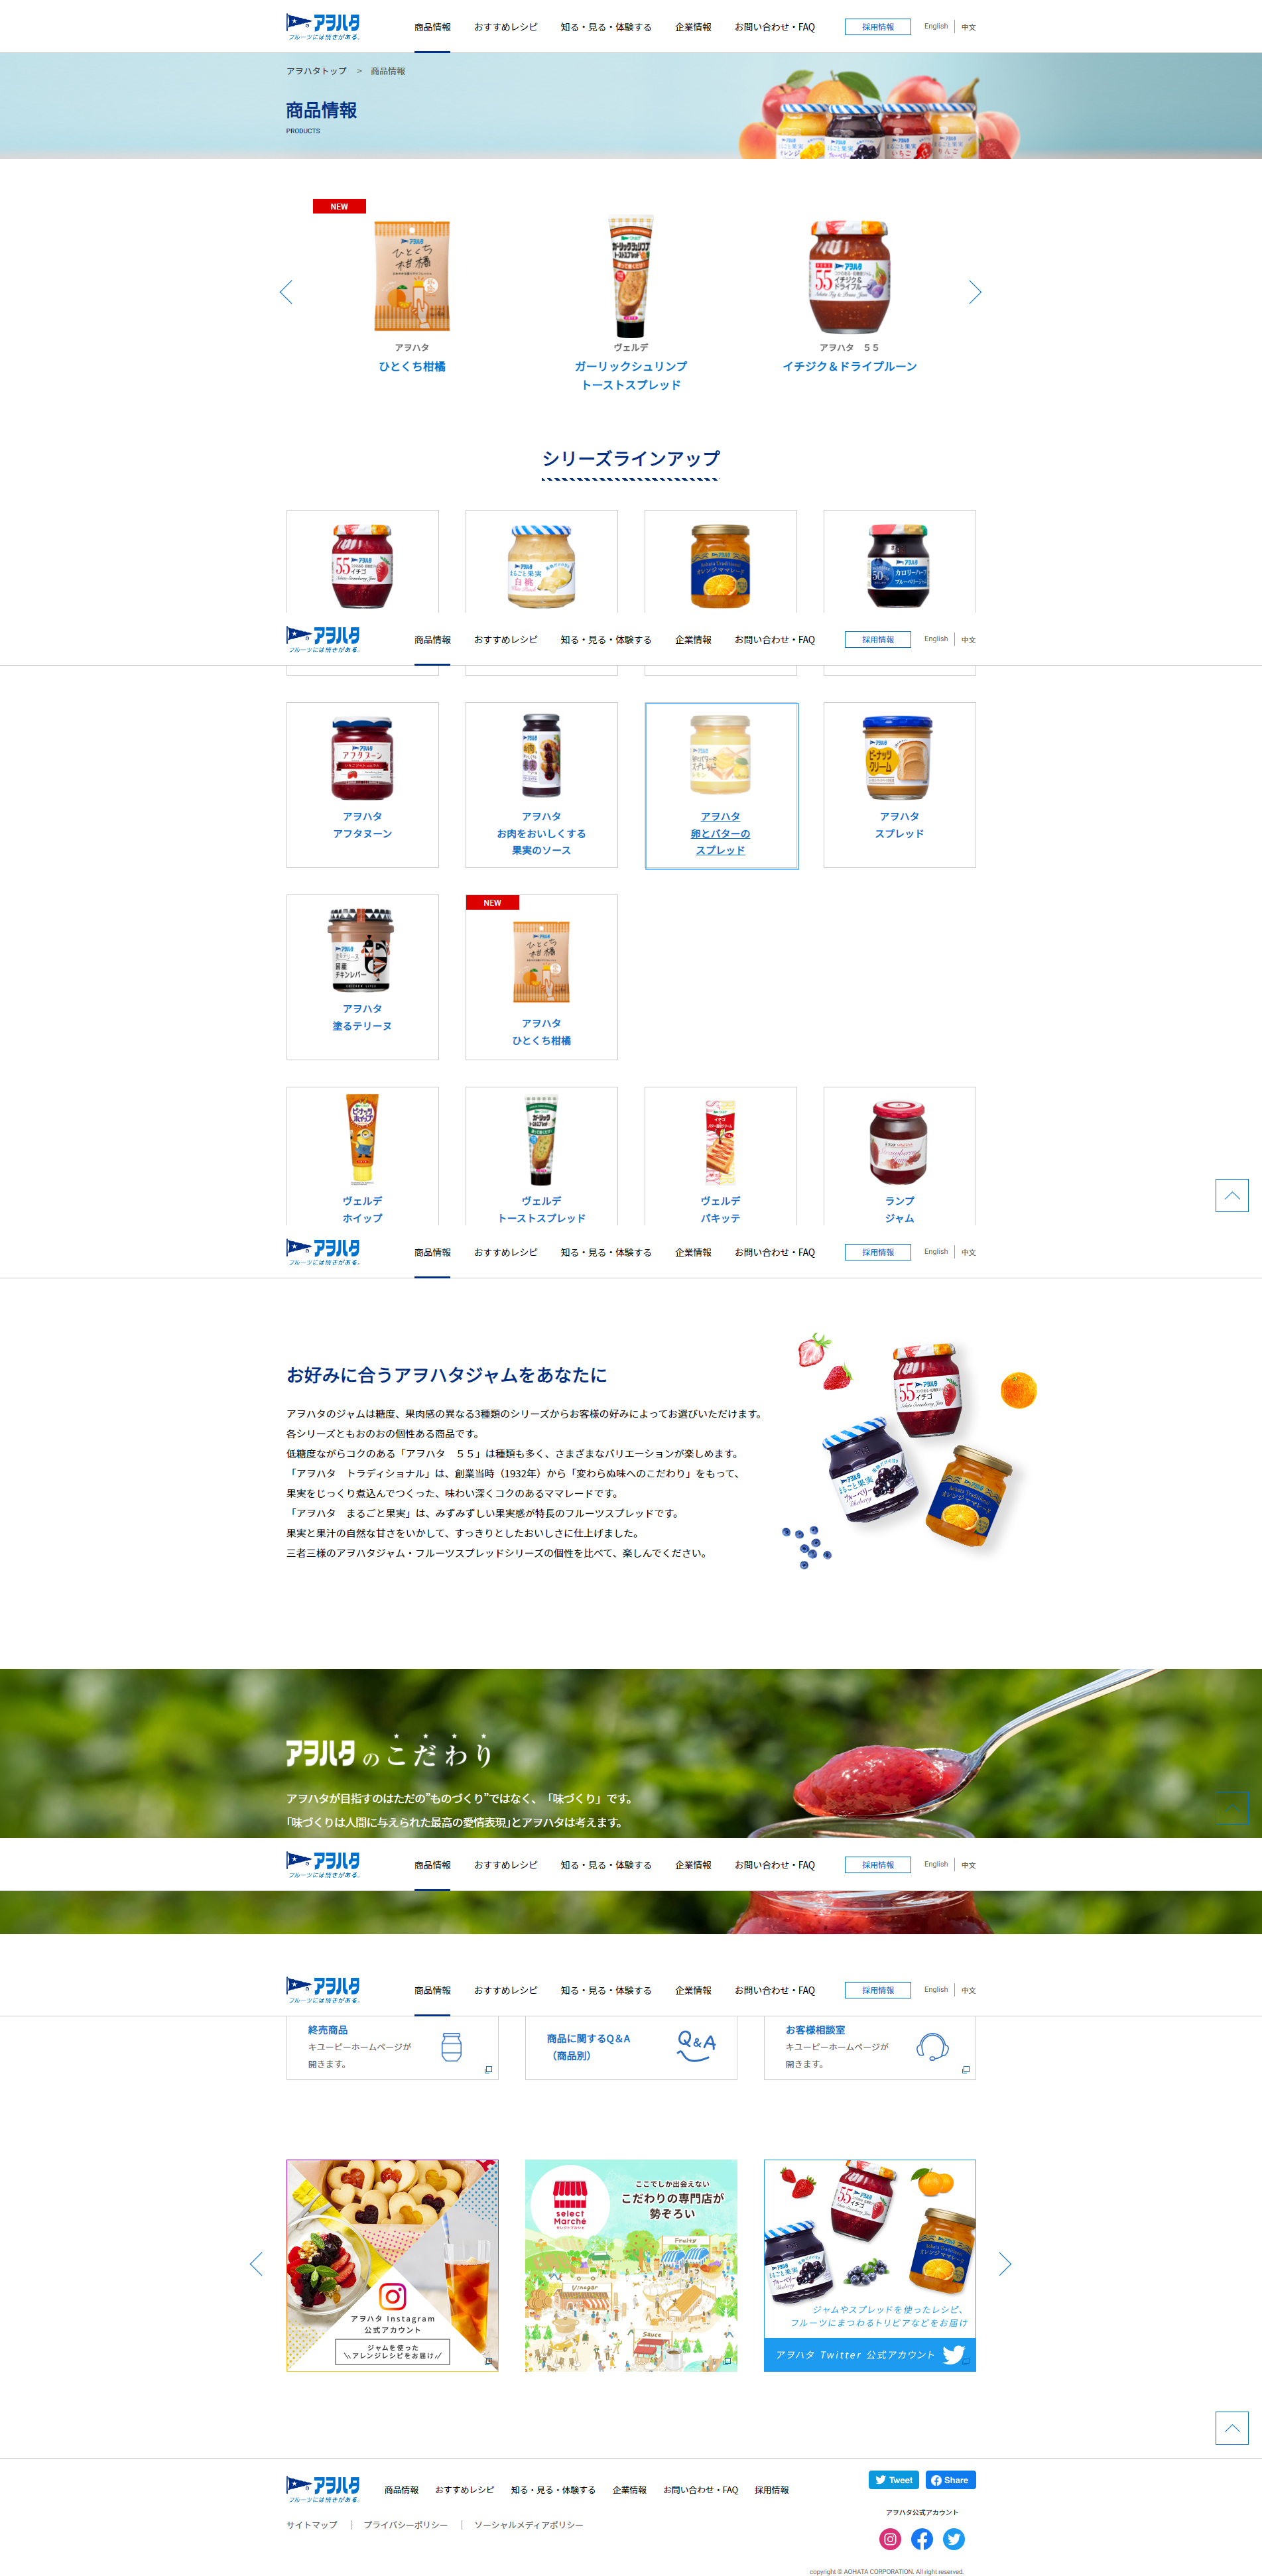 アヲハタ
フルーツには続きがある。
商品情報 おすすめレシピ 知る・見る・体験する 企業情報 お問い合わせ・FAQ 採用情報 English 中文
アヲハタトップ > 商品情報
商品情報
PRODUCTS
NEW
アヲハタ
ひとくち柑橘
ヴェルデ
ガーリックシュリンプ
トーストスプレッド
アヲハタ　５５
イチジク＆ドライプルーン
シリーズラインアップ
アヲハタ
フルーツには続きがある。
商品情報 おすすめレシピ 知る・見る・体験する 企業情報 お問い合わせ・FAQ 採用情報 English 中文
アヲハタ
アフタヌーン
アヲハタ
お肉をおいしくする
果実のソース
アヲハタ
卵とバターの
スプレッド
アヲハタ
スプレッド
アヲハタ
塗るテリーヌ
NEW
アヲハタ
ひとくち柑橘
ヴェルデ
ホイップ
ヴェルデ
トーストスプレッド
ヴェルデ
パキッテ
ランプ
ジャム
アヲハタ
フルーツには続きがある。
商品情報 おすすめレシピ 知る・見る・体験する 企業情報 お問い合わせ・FAQ 採用情報 English 中文
お好みに合うアヲハタジャムをあなたに
アヲハタのジャムは糖度、果肉感の異なる3種類のシリーズからお客様の好みによってお選びいただけます。
各シリーズともおのおの個性ある商品です。
低糖度ながらコクのある「アヲハタ　５５」は種類も多く、さまざまなバリエーションが楽しめます。
「アヲハタ　トラディショナル」は、創業当時（1932年）から「変わらぬ味へのこだわり」をもって、
果実をじっくり煮込んでつくった、味わい深くコクのあるママレードです。
「アヲハタ　まるごと果実」は、みずみずしい果実感が特長のフルーツスプレッドです。
果実と果汁の自然な甘さをいかして、すっきりとしたおいしさに仕上げました。
三者三様のアヲハタジャム・フルーツスプレッドシリーズの個性を比べて、楽しんでください。
アヲハタのこだわり
アヲハタが目指すのはただの”ものづくり”ではなく、「味づくり」です。
「味づくりは人間に与えられた最高の愛情表現」とアヲハタは考えます。
アヲハタ
フルーツには続きがある。
商品情報 おすすめレシピ 知る・見る・体験する 企業情報 お問い合わせ・FAQ 採用情報 English 中文
アヲハタ
フルーツには続きがある。
商品情報 おすすめレシピ 知る・見る・体験する 企業情報 お問い合わせ・FAQ 採用情報 English 中文
終売商品
キユーピーホームページが
開きます。
商品に関するQ＆A
（商品別）
Q&A
お客様相談室
キユーピーホームページが
開きます。
アヲハタ Instagram
公式アカウント
ジャムを使った
アレンジレシピをお届け
select
Marché
ここでしか出会えない
こだわりの専門店が
勢ぞろい
Fruity
Vinegar
Sauce
ジャムやスプレッドを使ったレシピ、
フルーツにまつわるトリビアなどをお届け
アヲハタ Twitter 公式アカウント
アヲハタ
フルーツには続きがある。
商品情報 おすすめレシピ 知る・見る・体験する 企業情報 お問い合わせ・FAQ 採用情報
Tweet Share
アヲハタ公式アカウント
サイトマップ プライバシーポリシー ソーシャルメディアポリシー
copyright © AOHATA CORPORATION. All right reserved.